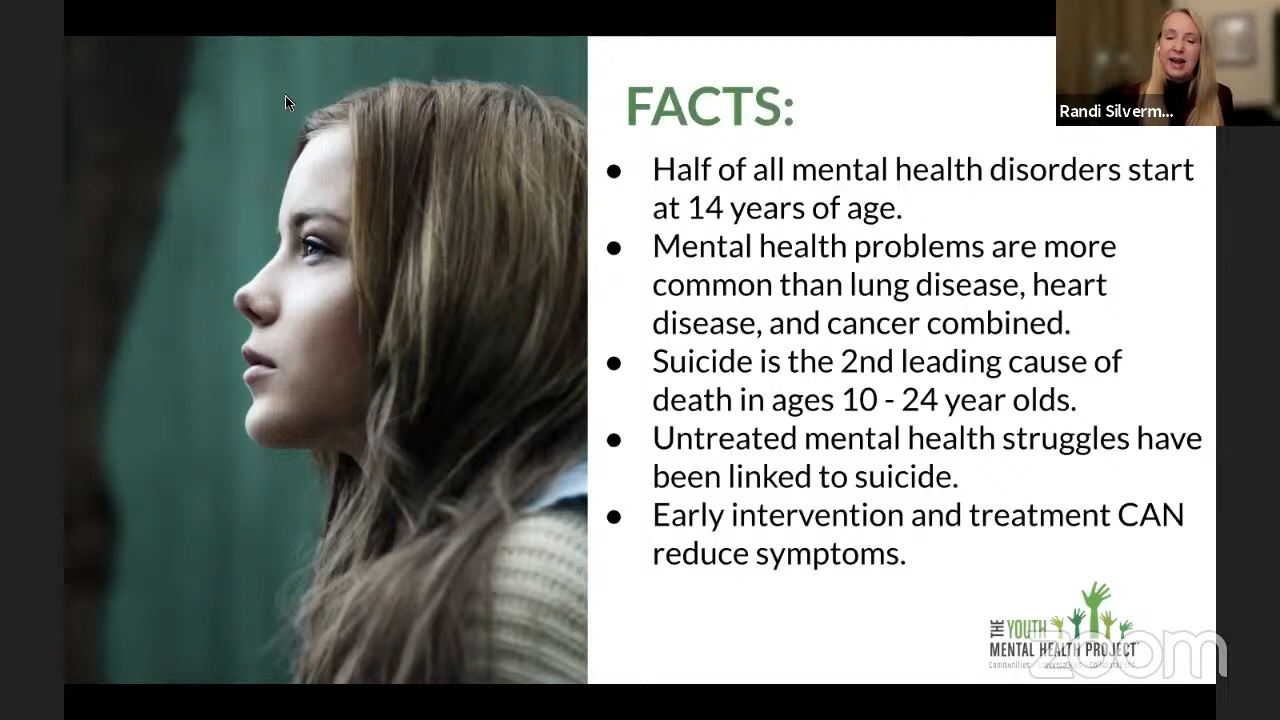 FACTS:
Randi Silverm...
● Half of all mental health disorders start
at 14 years of age.
● Mental health problems are more
common than lung disease, heart
disease, and cancer combined.
● Suicide is the 2nd leading cause of
death in ages 10 - 24 year olds.
● Untreated mental health struggles have
been linked to suicide.
● Early intervention and treatment CAN
reduce symptoms.
THE YOUTH
MENTAL HEALTH PROJECT
zoom